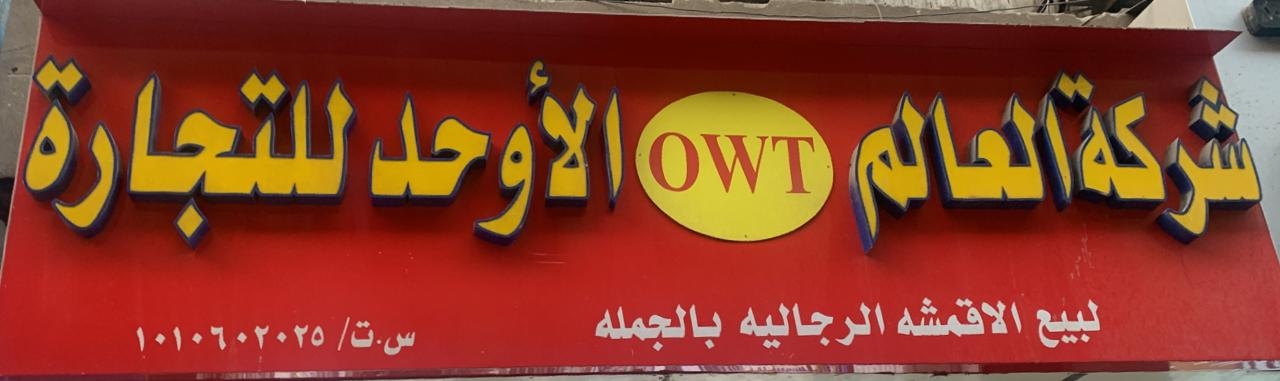 شركة العالم OWT الأوحد للتجارة
لبيع الاقمشه الرجاليه بالجمله
س.ت/ ١٠١٠٦٠٢٠٢٥